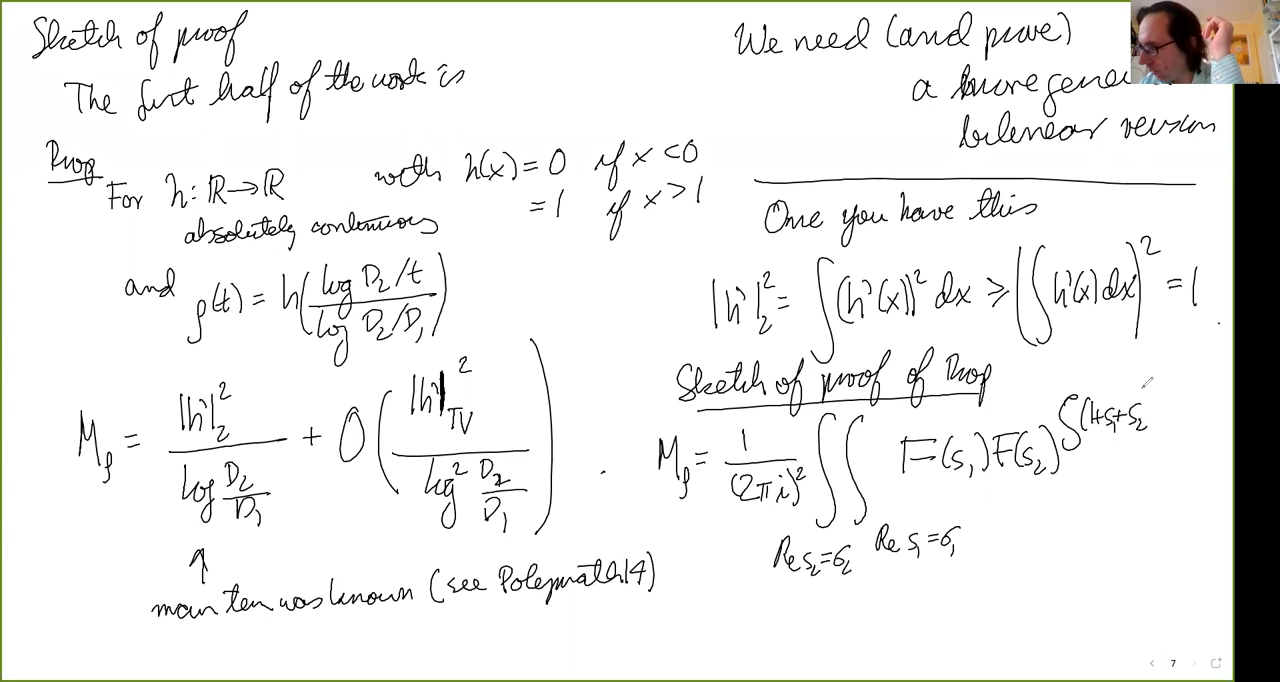 Sketch of proof
The first half of the work is
Prop
For h: ℝ→ℝ with h(x) = 0 if x < 0
= 1 if x > 1
absolutely continuous
and ρ(t) = h( log D₂/t / log D₂/D₁ )
M_ρ = |h'|₂² / log D₂/D₁ + O( |h'|²_TV / log² D₂/D₁ ) .
↑
main term was known (see Polymath14)
We need (and prove)
a more gene
bilinear version
One you have this
|h'|₂² = ∫ (h'(x))² dx ≥ |∫ h'(x) dx|² = 1 .
Sketch of proof of Prop
M_ρ = 1/(2πi)² ∫∫ F(s₁) F(s₂) ζ(1+s₁+s₂
Re s₂=σ₂ Re s₁=σ₁
7